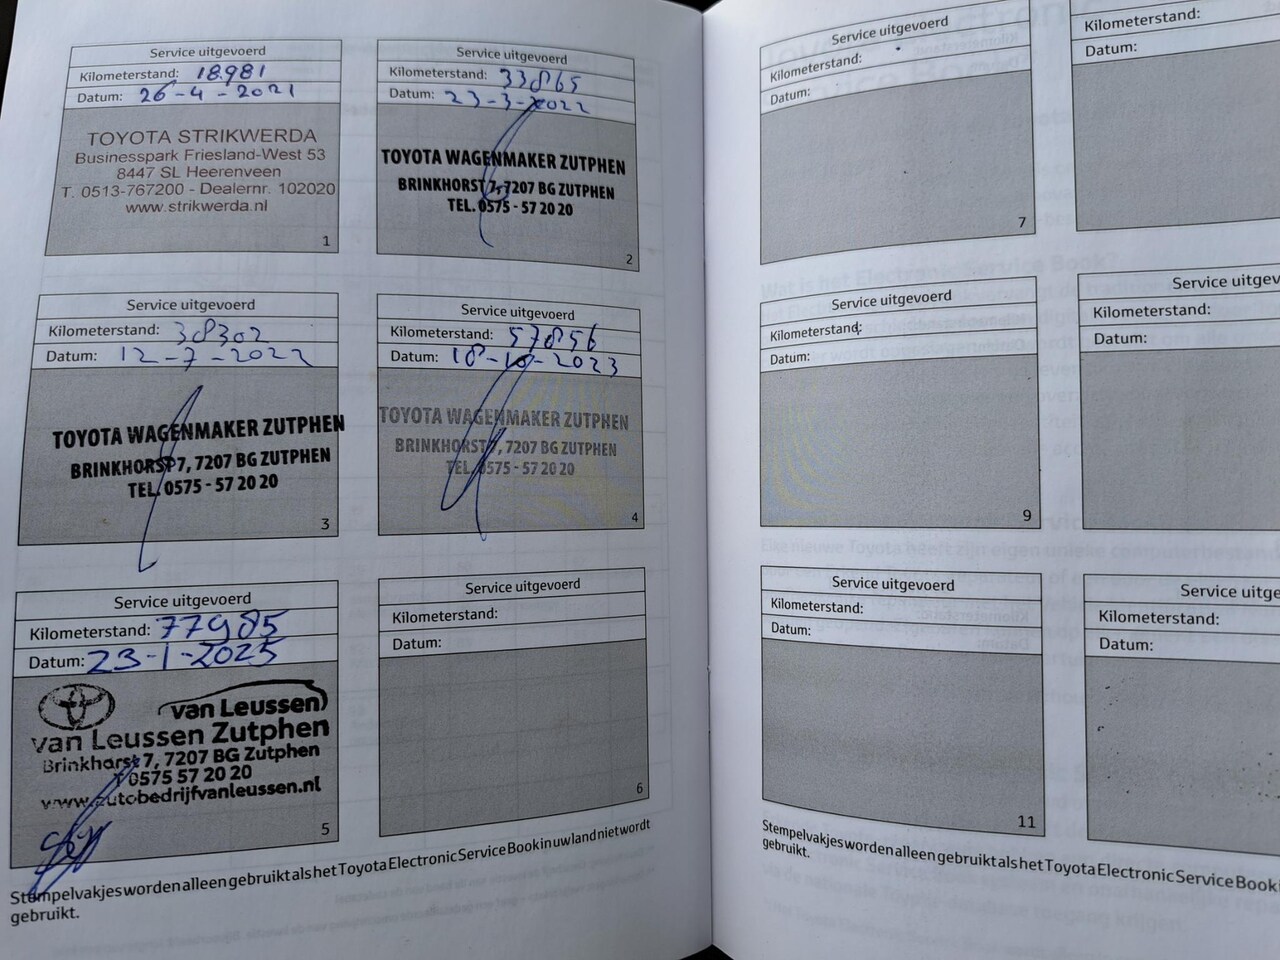 Service uitgevoerd
Kilometerstand: 18981
Datum: 26-4-2021
TOYOTA STRIKWERDA
Businesspark Friesland-West 53
8447 SL Heerenveen
T. 0513-767200 - Dealernr. 102020
www.strikwerda.nl
1
Service uitgevoerd
Kilometerstand: 33865
Datum: 23-3-2022
TOYOTA WAGENMAKER ZUTPHEN
BRINKHORST 7, 7207 BG ZUTPHEN
TEL. 0575 - 57 20 20
2
Service uitgevoerd
Kilometerstand: 38302
Datum: 12-7-2022
TOYOTA WAGENMAKER ZUTPHEN
BRINKHORST 7, 7207 BG ZUTPHEN
TEL. 0575 - 57 20 20
3
Service uitgevoerd
Kilometerstand: 57856
Datum: 18-10-2023
TOYOTA WAGENMAKER ZUTPHEN
BRINKHORST 7, 7207 BG ZUTPHEN
TEL. 0575 - 57 20 20
4
Service uitgevoerd
Kilometerstand: 77985
Datum: 23-1-2025
van Leussen
van Leussen Zutphen
Brinkhorst 7, 7207 BG Zutphen
T 0575 57 20 20
www.autobedrijfvanleussen.nl
5
Service uitgevoerd
Kilometerstand:
Datum:
6
Stempelvakjes worden alleen gebruikt als het Toyota Electronic Service Book in uw land niet wordt
gebruikt.
Service uitgevoerd
Kilometerstand:
Datum:
7
Kilometerstand:
Datum:
Service uitgevoerd
Kilometerstand:
Datum:
9
Service uitgev
Kilometerstand:
Datum:
Service uitgevoerd
Kilometerstand:
Datum:
11
Service uitge
Kilometerstand:
Datum:
Stempelvakjes worden alleen gebruikt als het Toyota Electronic Service Book i
gebruikt.